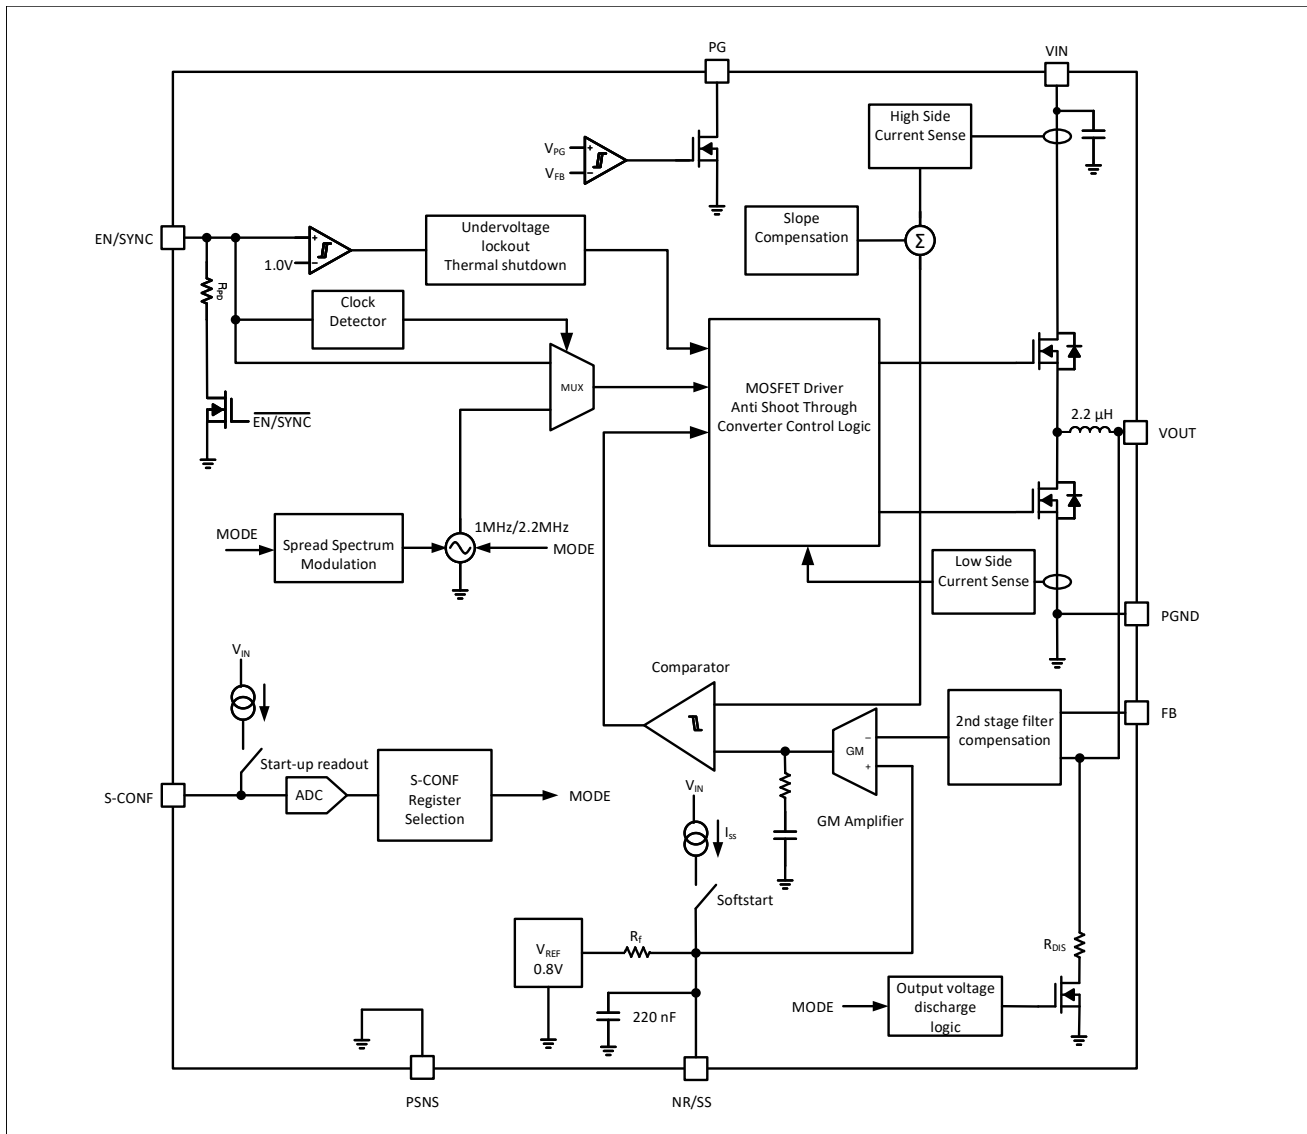 PG
VIN
High Side
Current Sense
VPG
+
VFB
−
Slope
Compensation
Σ
EN/SYNC
+
1.0V
−
Undervoltage
lockout
Thermal shutdown
RPD
Clock
Detector
MUX
MOSFET Driver
Anti Shoot Through
Converter Control Logic
EN/SYNC
2.2 µH
VOUT
1MHz/2.2MHz
MODE
Spread Spectrum
Modulation
MODE
Low Side
Current Sense
PGND
VIN
Comparator
FB
2nd stage filter
compensation
GM
−
+
Start-up readout
S-CONF
ADC
S-CONF
Register
Selection
MODE
VIN
GM Amplifier
Iss
Softstart
VREF
0.8V
Rf
RDIS
220 nF
MODE
Output voltage
discharge
logic
PSNS
NR/SS